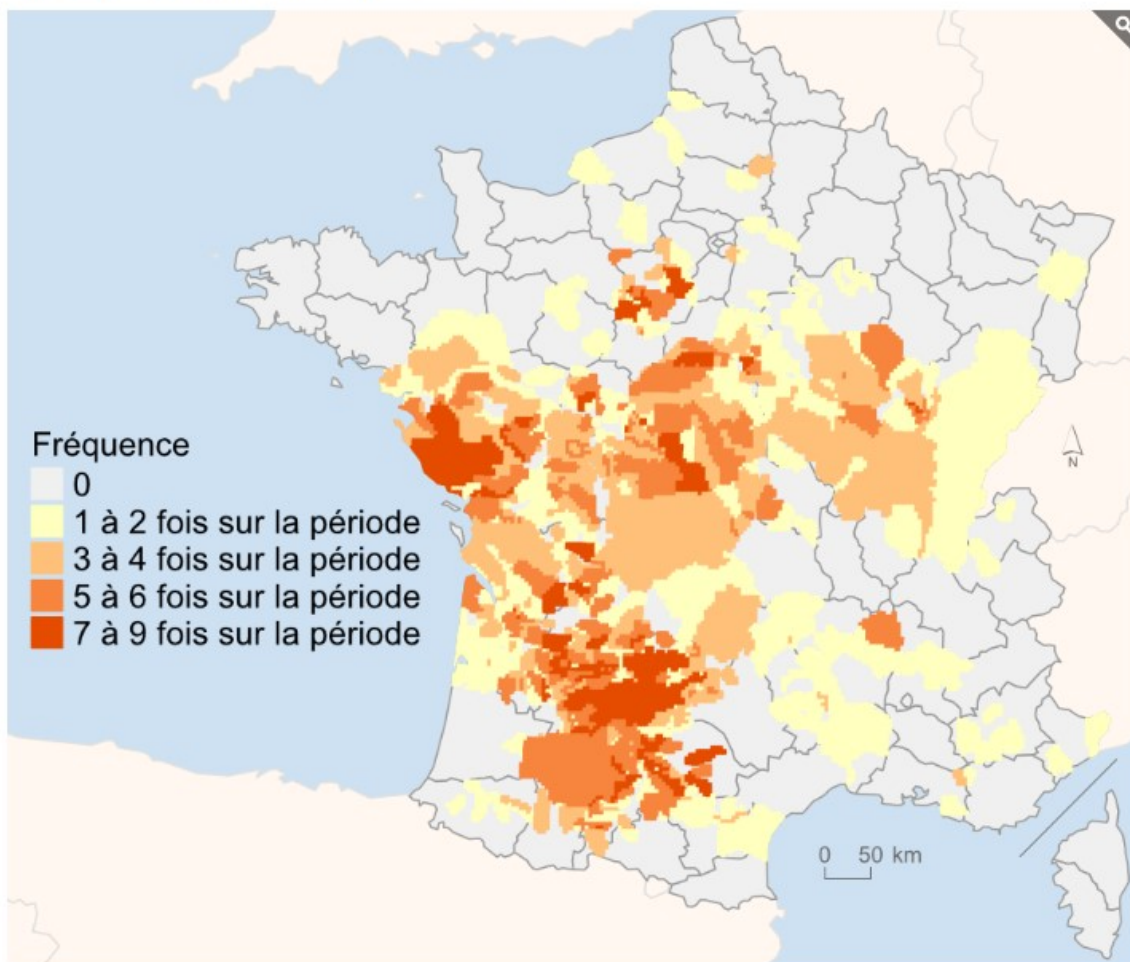 Fréquence
0
1 à 2 fois sur la période
3 à 4 fois sur la période
5 à 6 fois sur la période
7 à 9 fois sur la période
N
0 50 km